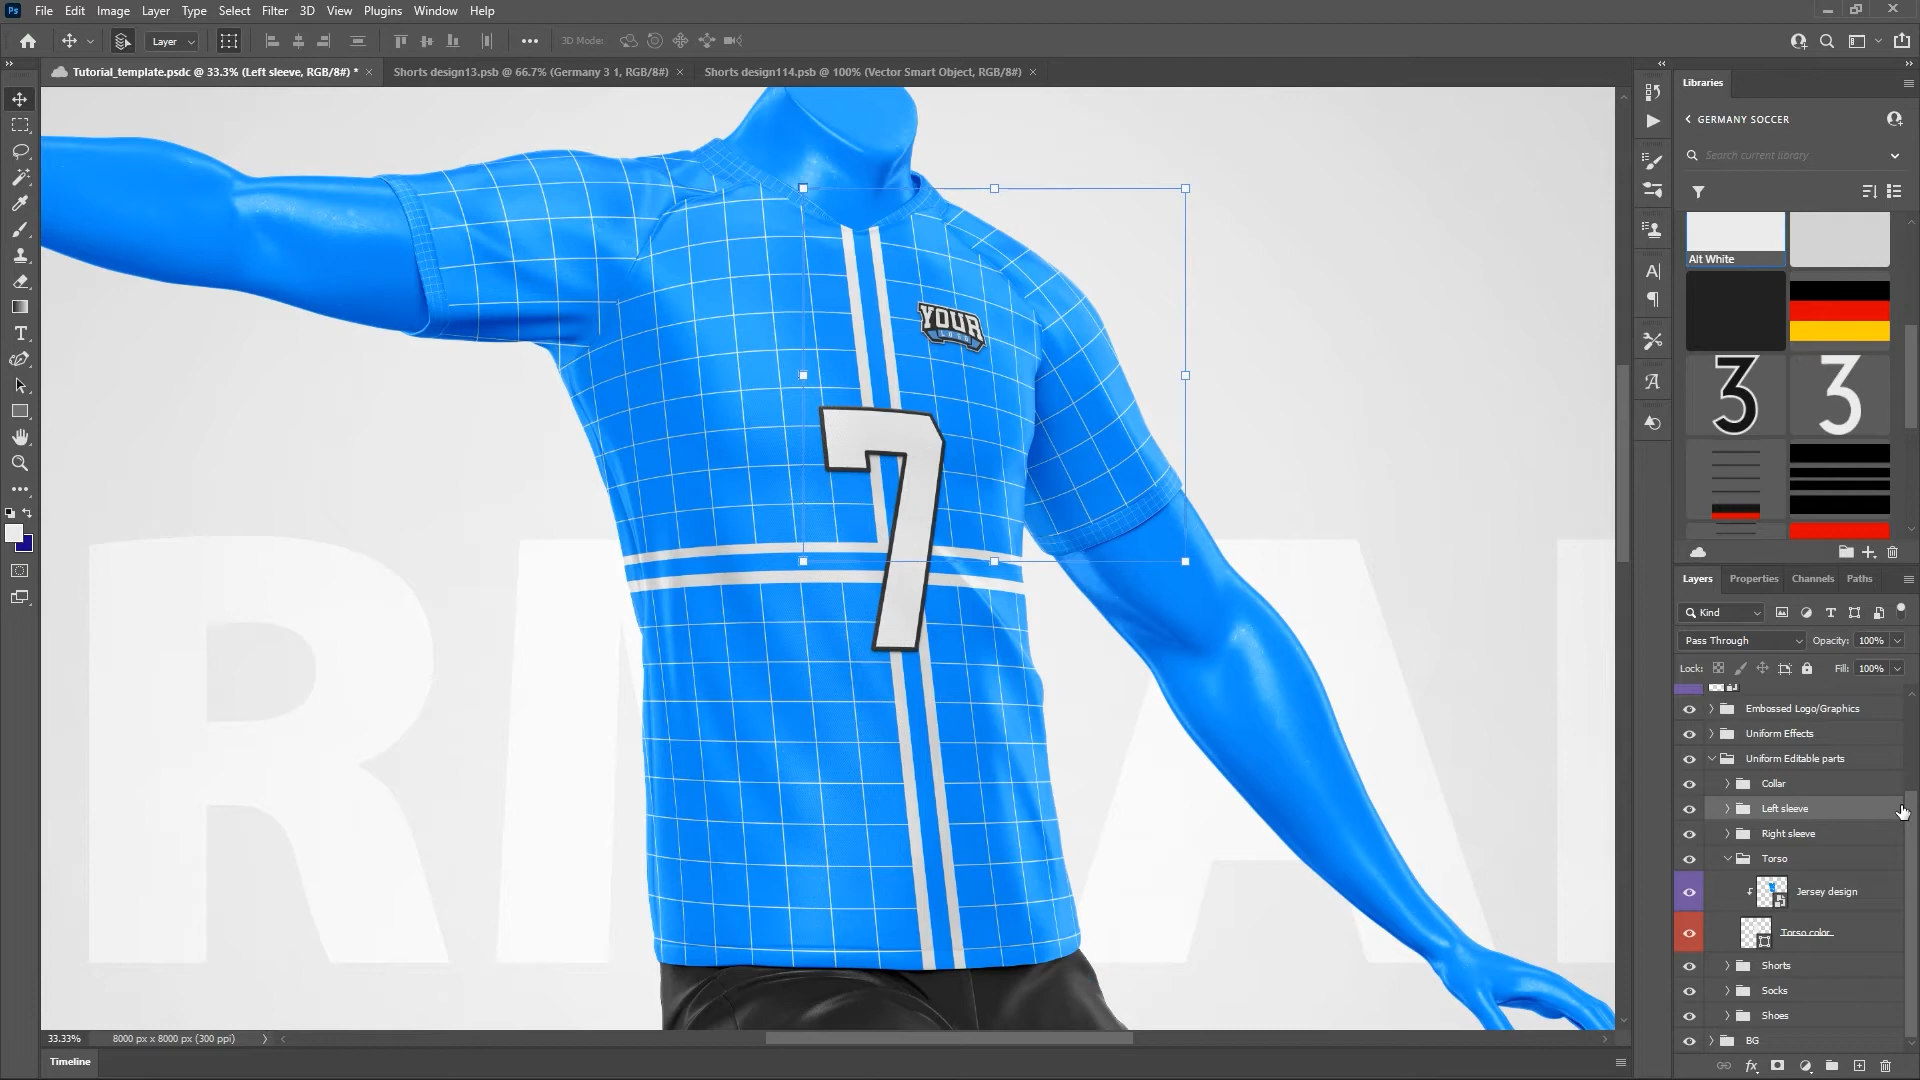 Ps File Edit Image Layer Type Select Filter 3D View Plugins Window Help
Layer 3D Mode:
Tutorial_template.psdc @ 33.3% (Left sleeve, RGB/8#) * × Shorts design13.psb @ 66.7% (Germany 3 1, RGB/8#) × Shorts design114.psb @ 100% (Vector Smart Object, RGB/8#) ×
Libraries
GERMANY SOCCER
Search current library
Alt White
3 3
YOUR
LOGO
7
Layers Properties Channels Paths
Kind
Pass Through Opacity: 100%
Lock: Fill: 100%
Embossed Logo/Graphics
Uniform Effects
Uniform Editable parts
Collar
Left sleeve
Right sleeve
Torso
Jersey design
Torso color
Shorts
Socks
Shoes
BG
33.33% 8000 px x 8000 px (300 ppi)
Timeline